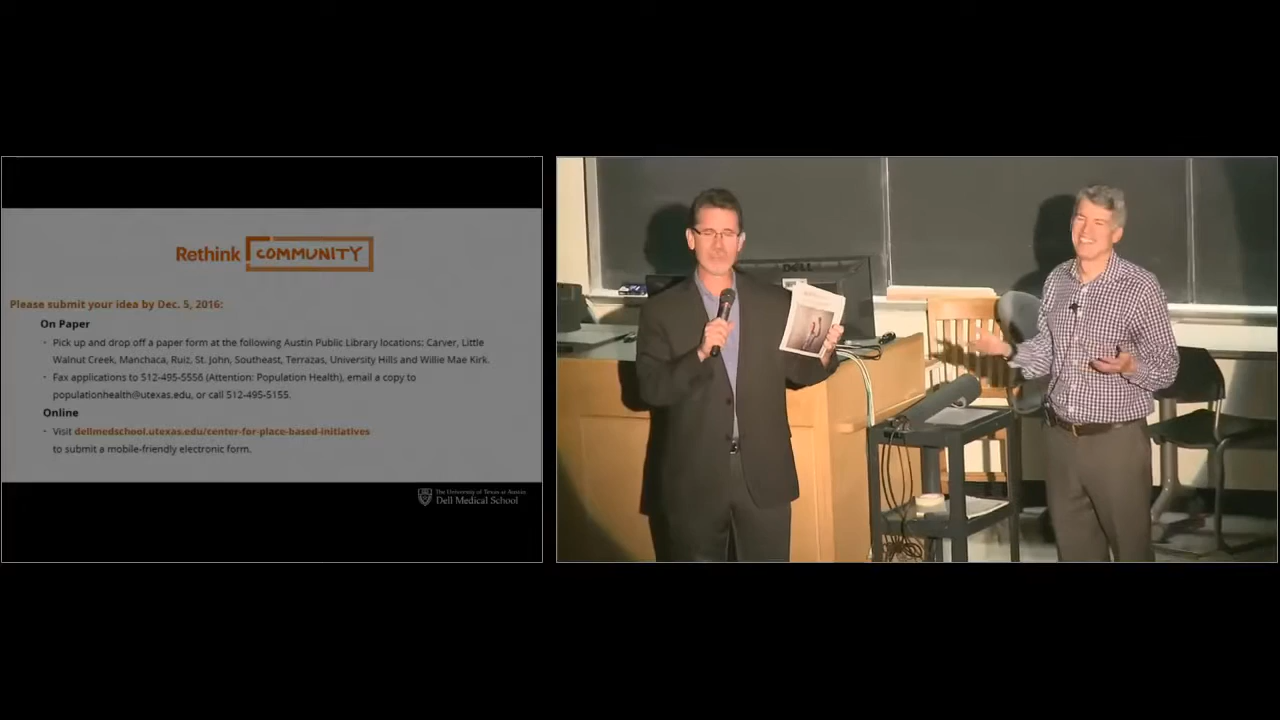 Rethink COMMUNITY
Please submit your idea by Dec. 5, 2016:
On Paper
Pick up and drop off a paper form at the following Austin Public Library locations: Carver, Little
Walnut Creek, Manchaca, Ruiz, St. John, Southeast, Terrazas, University Hills and Willie Mae Kirk.
Fax applications to 512-495-5556 (Attention: Population Health), email a copy to
populationhealth@utexas.edu, or call 512-495-5155.
Online
Visit dellmedschool.utexas.edu/center-for-place-based-initiatives
to submit a mobile-friendly electronic form.
The University of Texas at Austin
Dell Medical School
DELL